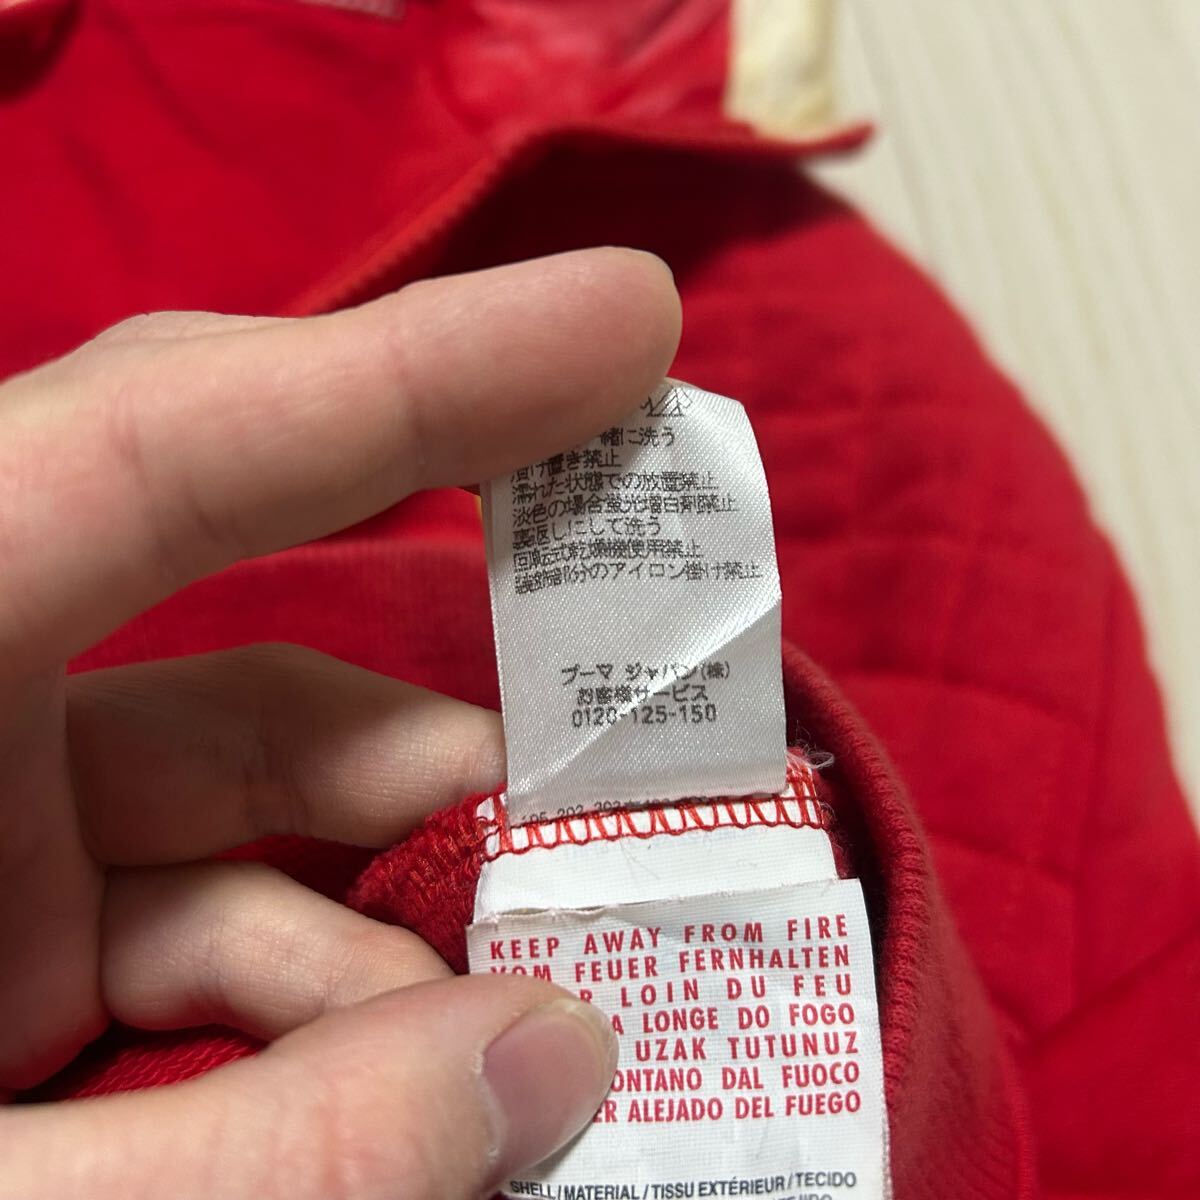 緒に洗う
漬け置き禁止
濡れた状態での放置禁止
淡色の場合蛍光増白剤禁止
裏返しにして洗う
回転式乾燥機使用禁止
装飾部分のアイロン掛け禁止
プーマ ジャパン(株)
お客様サービス
0120-125-150
KEEP AWAY FROM FIRE
VOM FEUER FERNHALTEN
LOIN DU FEU
LONGE DO FOGO
UZAK TUTUNUZ
ONTANO DAL FUOCO
ER ALEJADO DEL FUEGO
SHELL/MATERIAL/TISSU EXTÉRIEUR/TECIDO